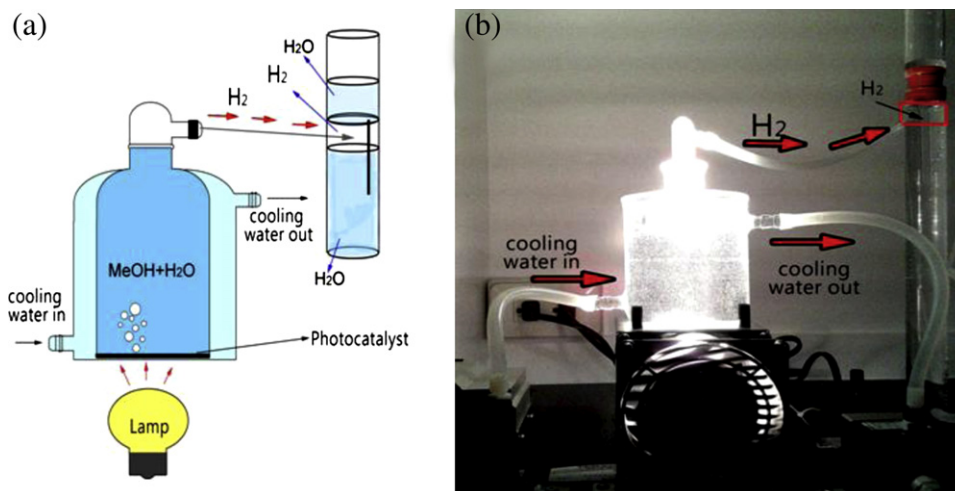 (a)
H2O
H2
H2
cooling
water out
H2O
MeOH+H2O
cooling
water in
Photocatalyst
Lamp
(b)
H2
H2
cooling
water in
cooling
water out